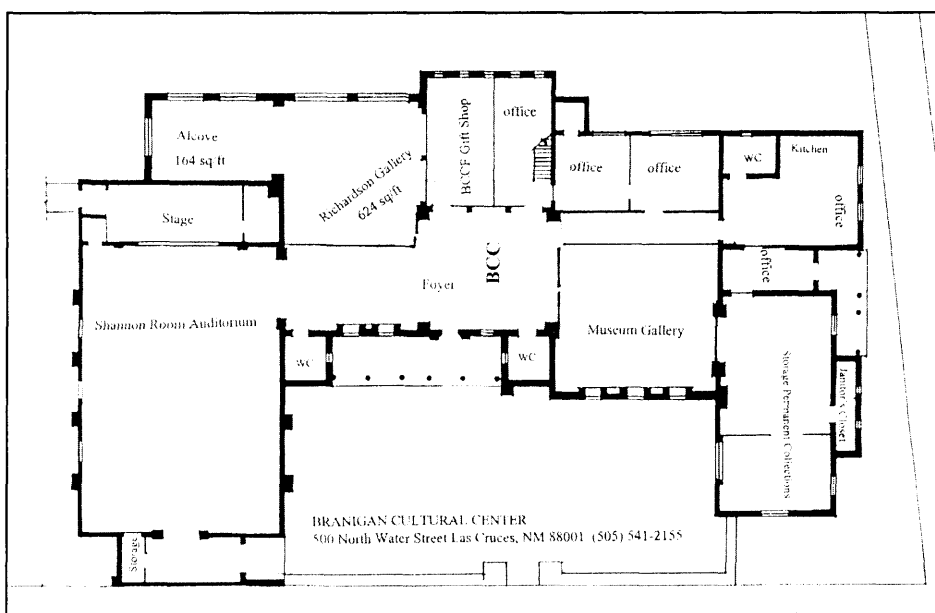 Alcove
164 sq/ft
Richardson Gallery
624 sq/ft
BCCF Gift Shop
office
office
office
WC
Kitchen
office
Stage
BCC
Foyer
office
Shannon Room Auditorium
Museum Gallery
WC
WC
Storage Permanent Collections
Janitor's Closet
Storage
BRANIGAN CULTURAL CENTER
500 North Water Street Las Cruces, NM 88001 (505) 541-2155